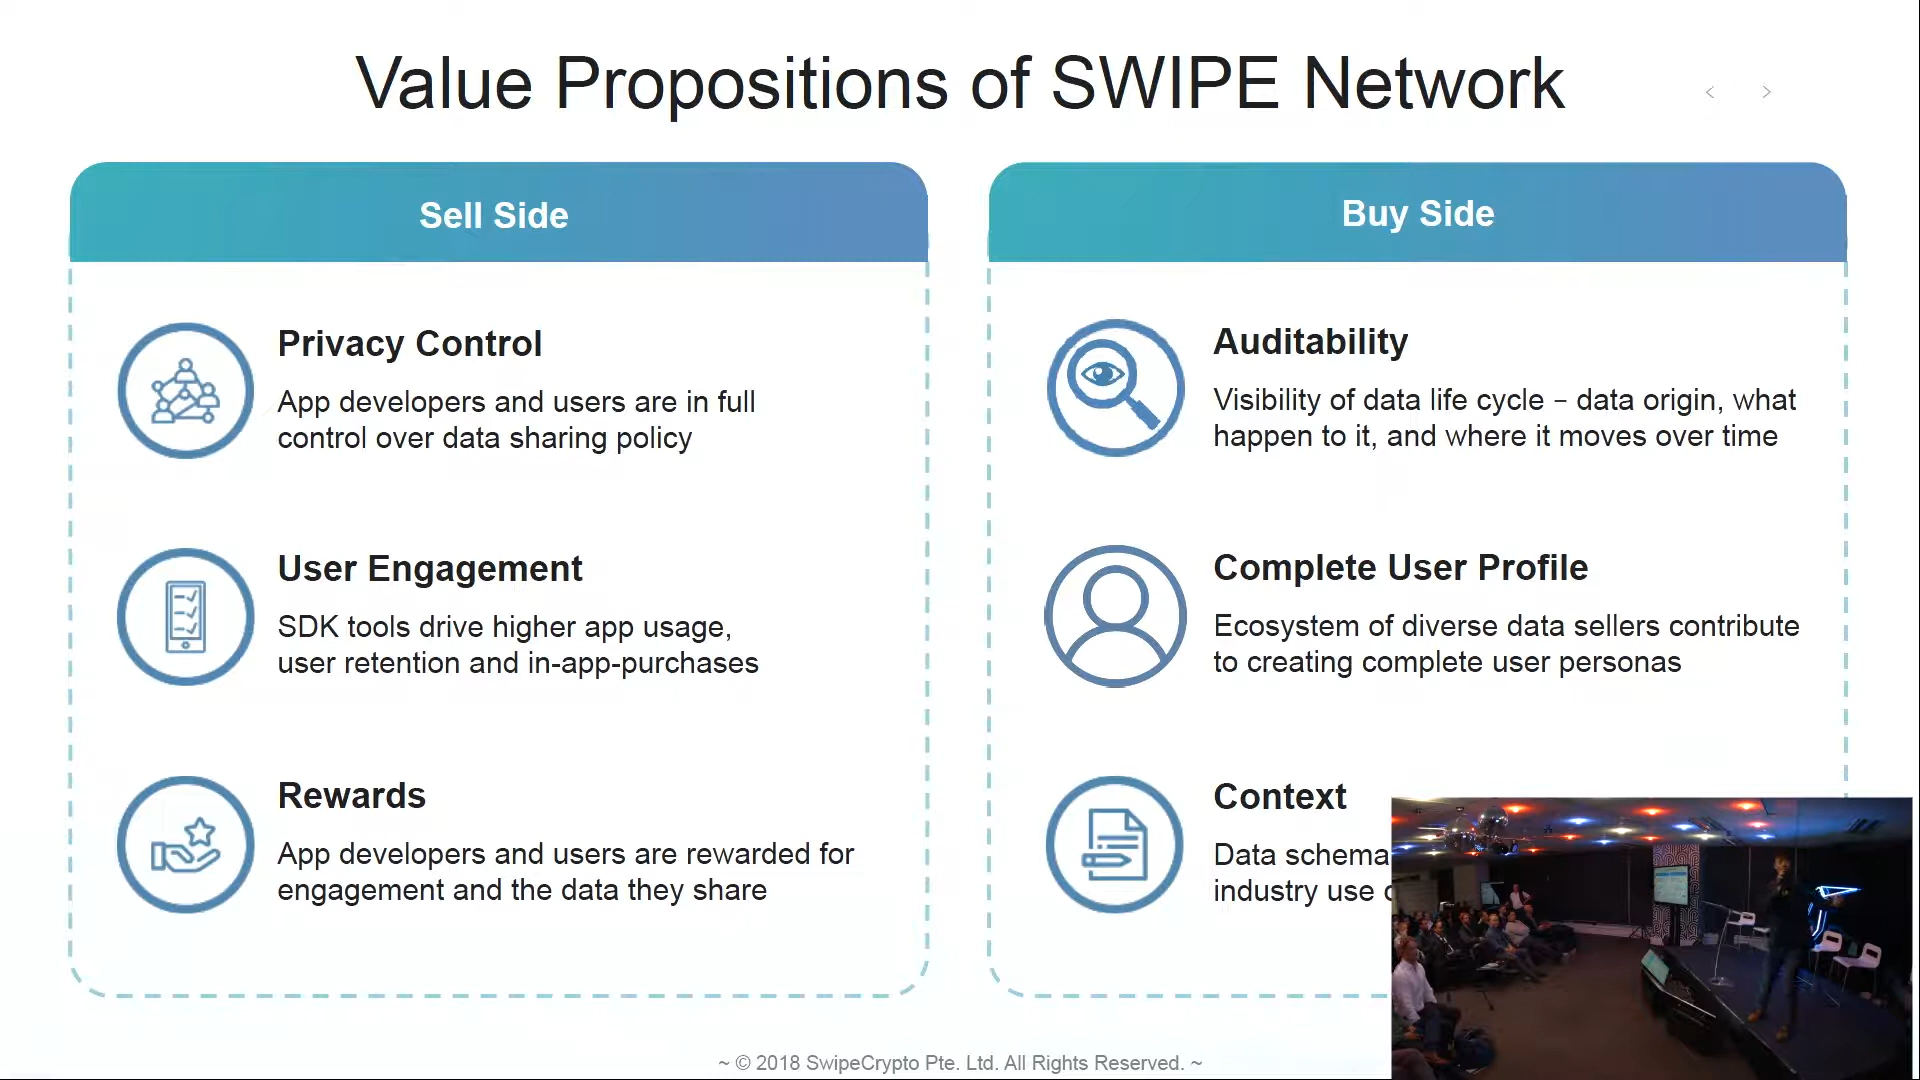 Value Propositions of SWIPE Network
Sell Side
Privacy Control
App developers and users are in full
control over data sharing policy
User Engagement
SDK tools drive higher app usage,
user retention and in-app-purchases
Rewards
App developers and users are rewarded for
engagement and the data they share
Buy Side
Auditability
Visibility of data life cycle – data origin, what
happen to it, and where it moves over time
Complete User Profile
Ecosystem of diverse data sellers contribute
to creating complete user personas
Context
Data schema
industry use
~ © 2018 SwipeCrypto Pte. Ltd. All Rights Reserved. ~